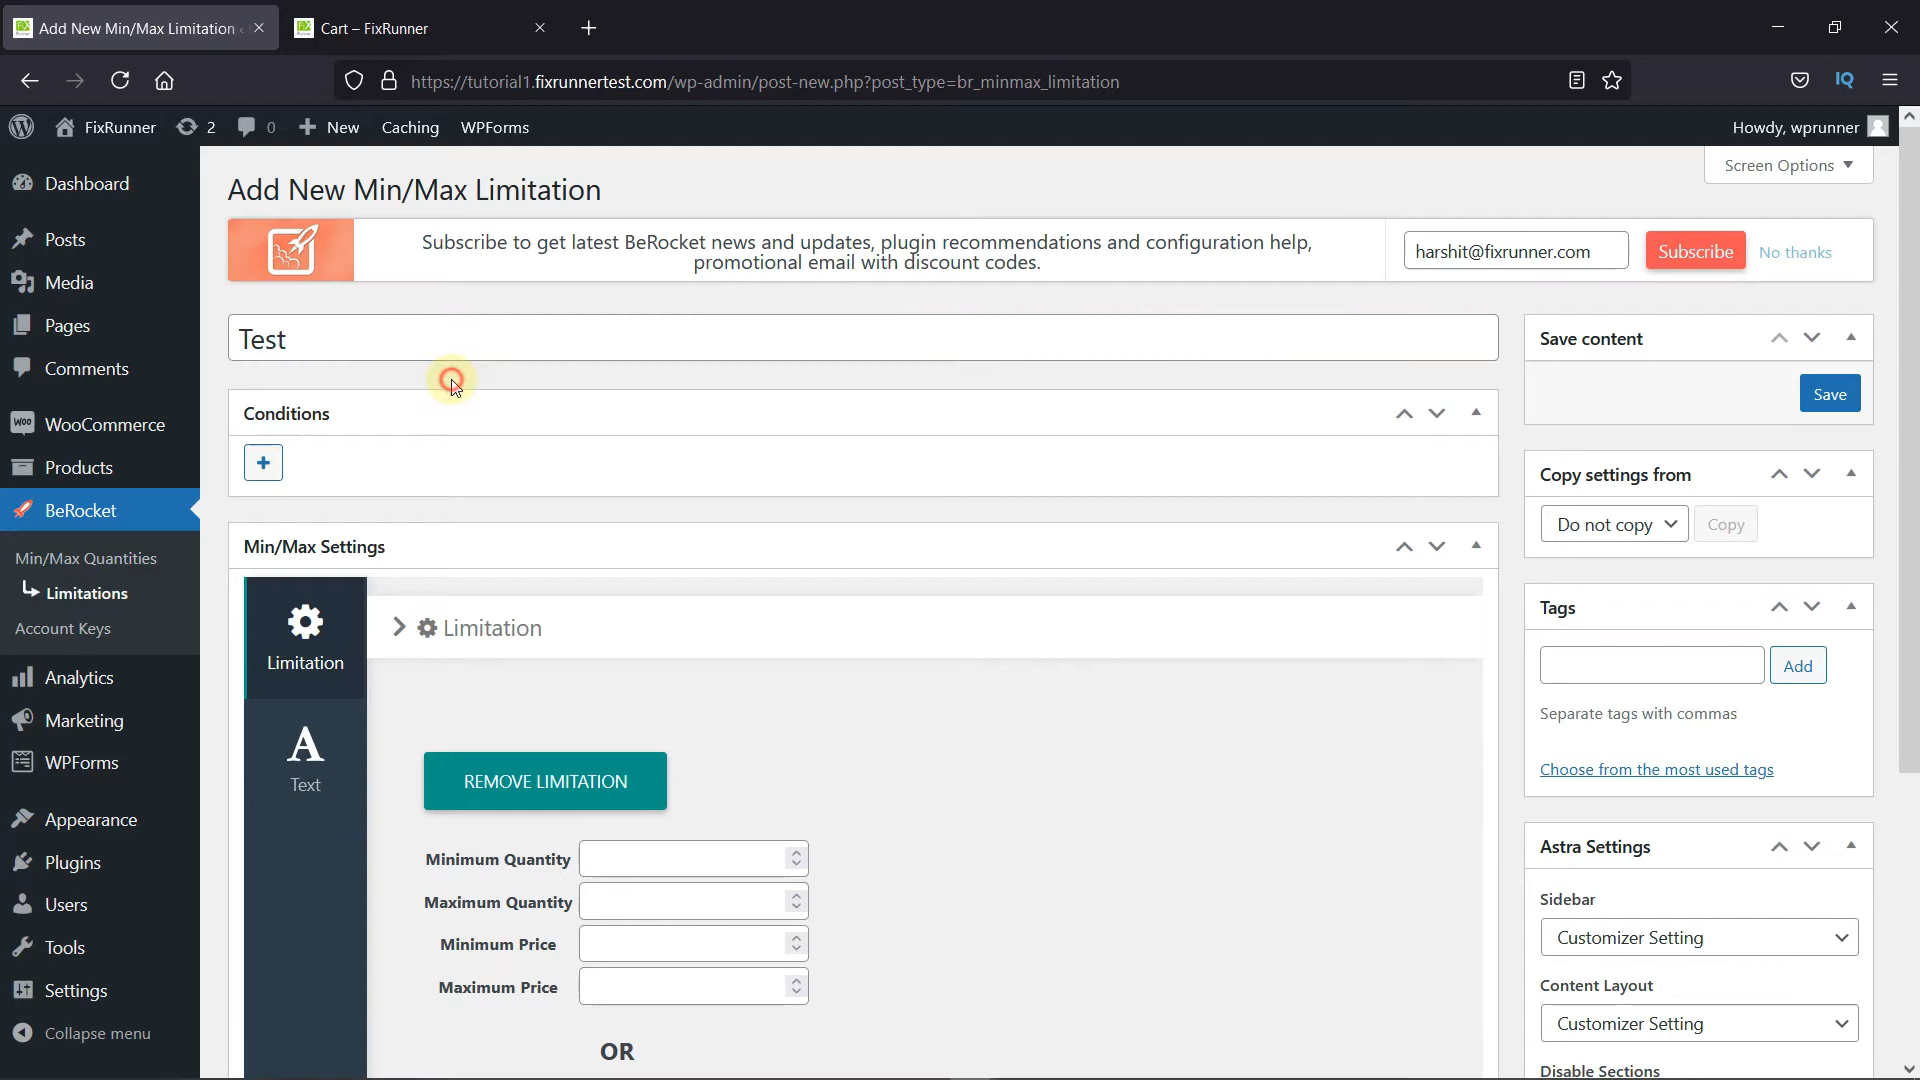 Add New Min/Max Limitation ‹
Cart – FixRunner
https://tutorial1.fixrunnertest.com/wp-admin/post-new.php?post_type=br_minmax_limitation
IQ
FixRunner
2
0
New
Caching
WPForms
Howdy, wprunner
Dashboard
Posts
Media
Pages
Comments
WooCommerce
Products
BeRocket
Min/Max Quantities
Limitations
Account Keys
Analytics
Marketing
WPForms
Appearance
Plugins
Users
Tools
Settings
Collapse menu
Screen Options
Add New Min/Max Limitation
Subscribe to get latest BeRocket news and updates, plugin recommendations and configuration help,
promotional email with discount codes.
harshit@fixrunner.com
Subscribe
No thanks
Test
Conditions
+
Min/Max Settings
Limitation
Text
Limitation
REMOVE LIMITATION
Minimum Quantity
Maximum Quantity
Minimum Price
Maximum Price
OR
Save content
Save
Copy settings from
Do not copy
Copy
Tags
Add
Separate tags with commas
Choose from the most used tags
Astra Settings
Sidebar
Customizer Setting
Content Layout
Customizer Setting
Disable Sections